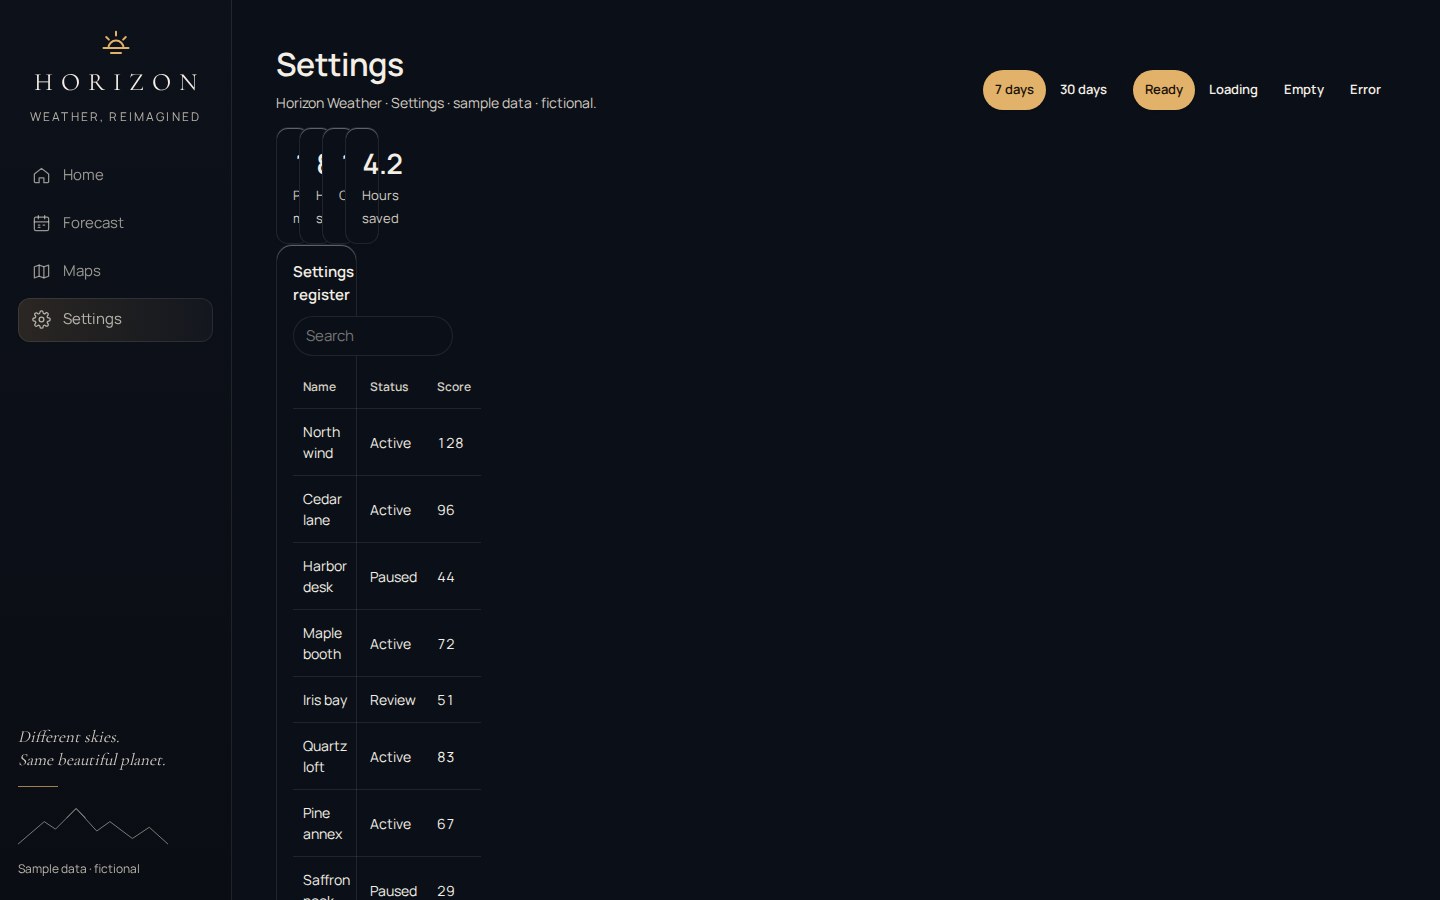 HORIZON
WEATHER, REIMAGINED
Home
Forecast
Maps
Settings
Different skies.
Same beautiful planet.
Sample data · fictional
Settings
Horizon Weather · Settings · sample data · fictional.
7 days
30 days
Ready
Loading
Empty
Error
4.2
Hours
saved
Settings
register
Search
Name Status Score
North
wind
Active 128
Cedar
lane
Active 96
Harbor
desk
Paused 44
Maple
booth
Active 72
Iris bay Review 51
Quartz
loft
Active 83
Pine
annex
Active 67
Saffron
Paused 29